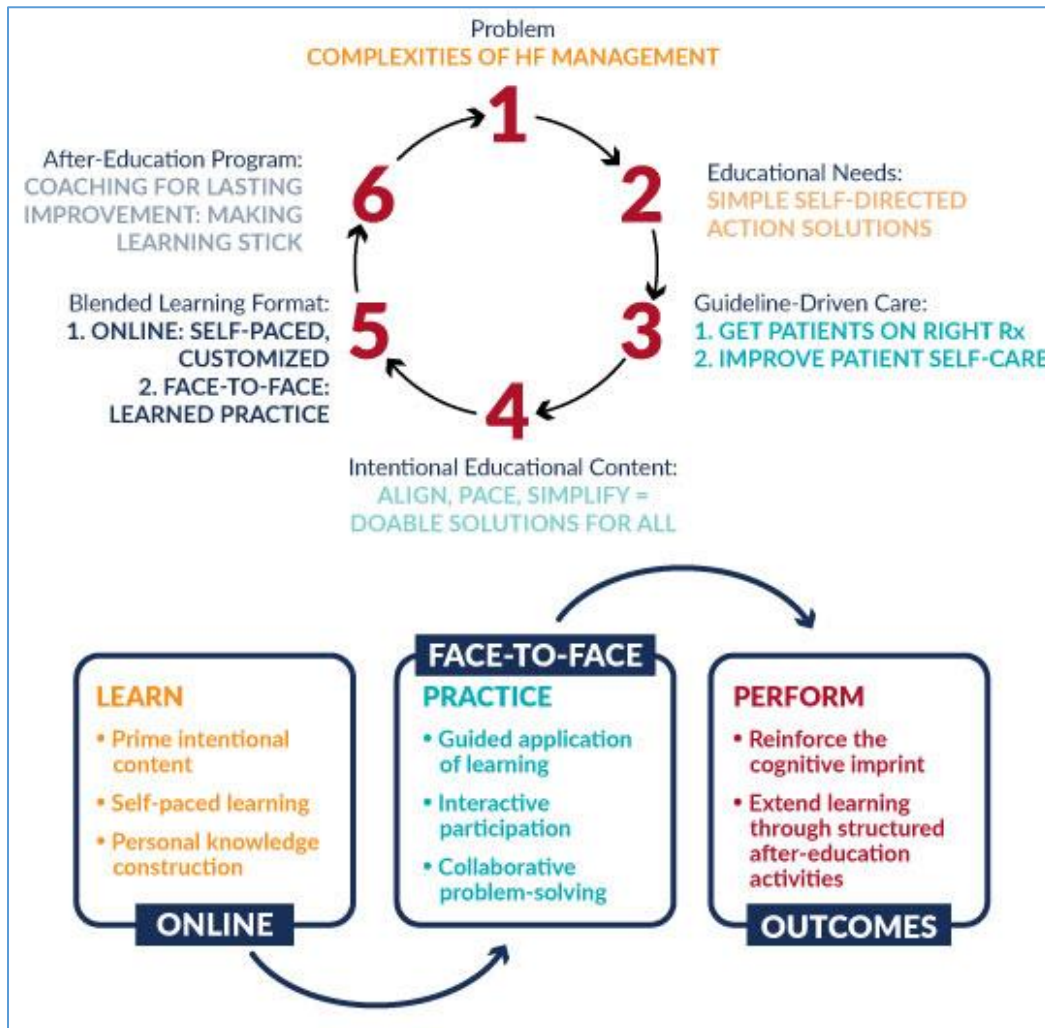 Problem
COMPLEXITIES OF HF MANAGEMENT
1
2
Educational Needs:
SIMPLE SELF-DIRECTED
ACTION SOLUTIONS
3
Guideline-Driven Care:
1. GET PATIENTS ON RIGHT Rx
2. IMPROVE PATIENT SELF-CARE
4
Intentional Educational Content:
ALIGN, PACE, SIMPLIFY =
DOABLE SOLUTIONS FOR ALL
5
Blended Learning Format:
1. ONLINE: SELF-PACED,
CUSTOMIZED
2. FACE-TO-FACE:
LEARNED PRACTICE
6
After-Education Program:
COACHING FOR LASTING
IMPROVEMENT: MAKING
LEARNING STICK
LEARN
• Prime intentional
content
• Self-paced learning
• Personal knowledge
construction
ONLINE
FACE-TO-FACE
PRACTICE
• Guided application
of learning
• Interactive
participation
• Collaborative
problem-solving
PERFORM
• Reinforce the
cognitive imprint
• Extend learning
through structured
after-education
activities
OUTCOMES